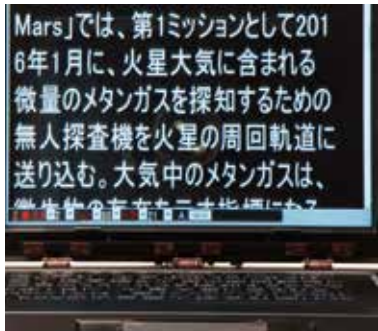 Mars」では、第1ミッションとして201
6年1月に、火星大気に含まれる
微量のメタンガスを探知するための
無人探査機を火星の周回軌道に
送り込む。大気中のメタンガスは、